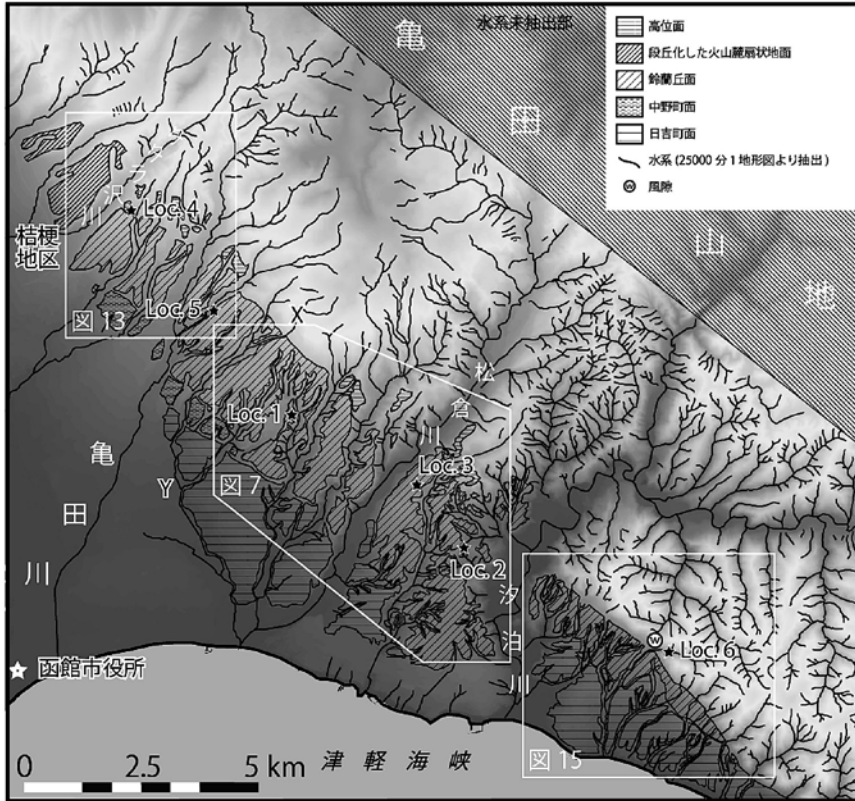 亀田山地
水系未抽出部
高位面
段丘化した火山麓扇状地面
鈴蘭丘面
中野町面
日吉町面
水系 (25000 分 1 地形図より抽出)
W 風隙
沢川
Loc. 4
桔梗
地区
Loc. 5
図 13
X
松倉川
Loc. 1
Loc. 3
亀田川
Y
図 7
Loc. 2
汐泊川
W
Loc. 6
函館市役所
図 15
津軽海峡
0 2.5 5 km